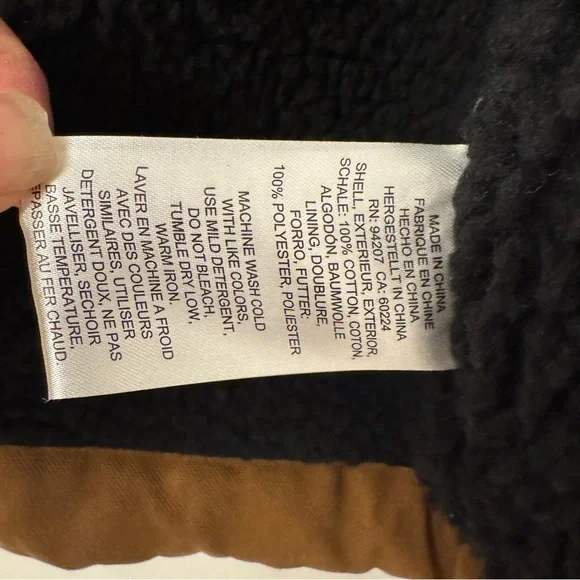 MADE IN CHINA
FABRIQUE EN CHINE
HECHO EN CHINA
HERGESTELLT IN CHINA
RN: 94207 CA: 60224
SHELL, EXTERIEUR, EXTERIOR,
SCHALE: 100% COTTON, COTON,
ALGODÓN, BAUMWOLLE
LINING, DOUBLURE,
FORRO, FUTTER:
100% POLYESTER, POLIESTER
MACHINE WASH COLD
WITH LIKE COLORS,
USE MILD DETERGENT,
DO NOT BLEACH,
TUMBLE DRY LOW,
WARM IRON.
LAVER EN MACHINE A FROID
AVEC DES COULEURS
SIMILAIRES, UTILISER
DETERGENT DOUX, NE PAS
JAVELLISER, SECHOIR
BASSE TEMPERATURE,
EPASSER AU FER CHAUD.